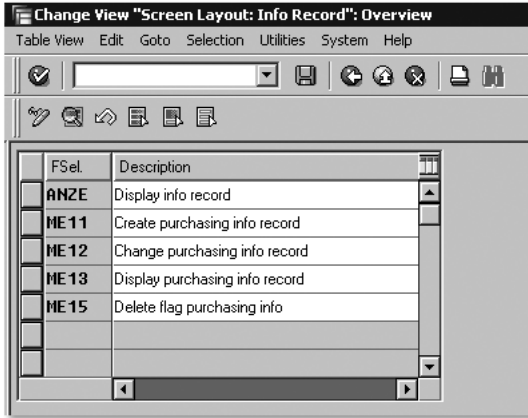 Change View "Screen Layout: Info Record": Overview
Table View Edit Goto Selection Utilities System Help
FSel. Description
ANZE Display info record
ME11 Create purchasing info record
ME12 Change purchasing info record
ME13 Display purchasing info record
ME15 Delete flag purchasing info